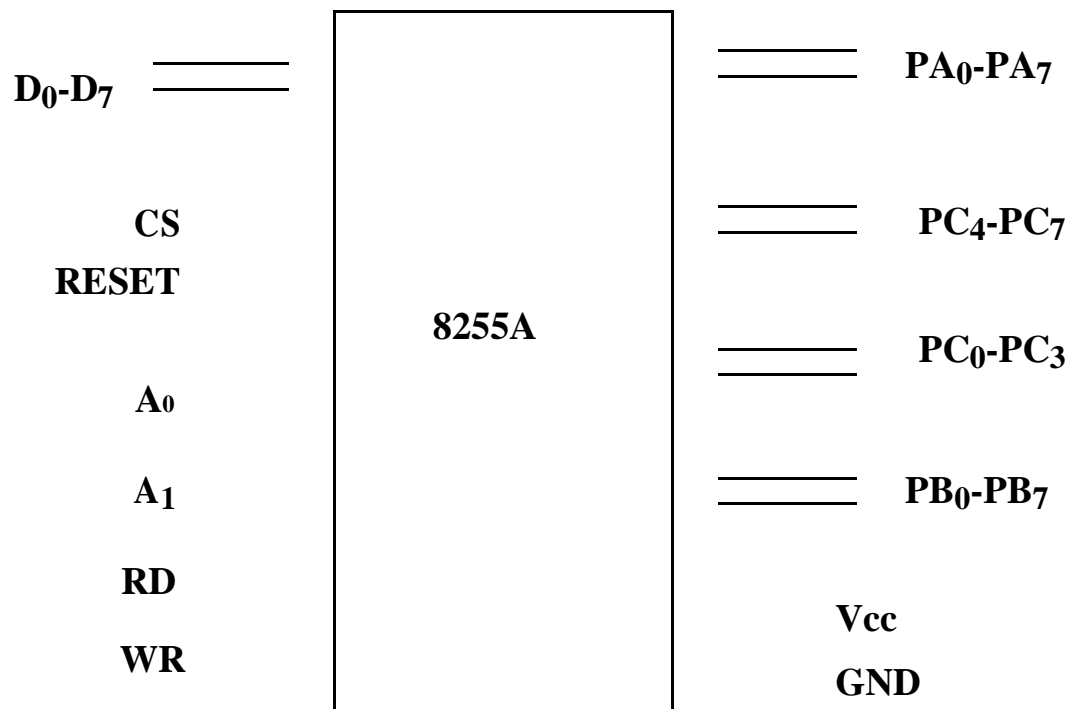 D0-D7
CS
RESET
A0
A1
RD
WR
8255A
PA0-PA7
PC4-PC7
PC0-PC3
PB0-PB7
Vcc
GND